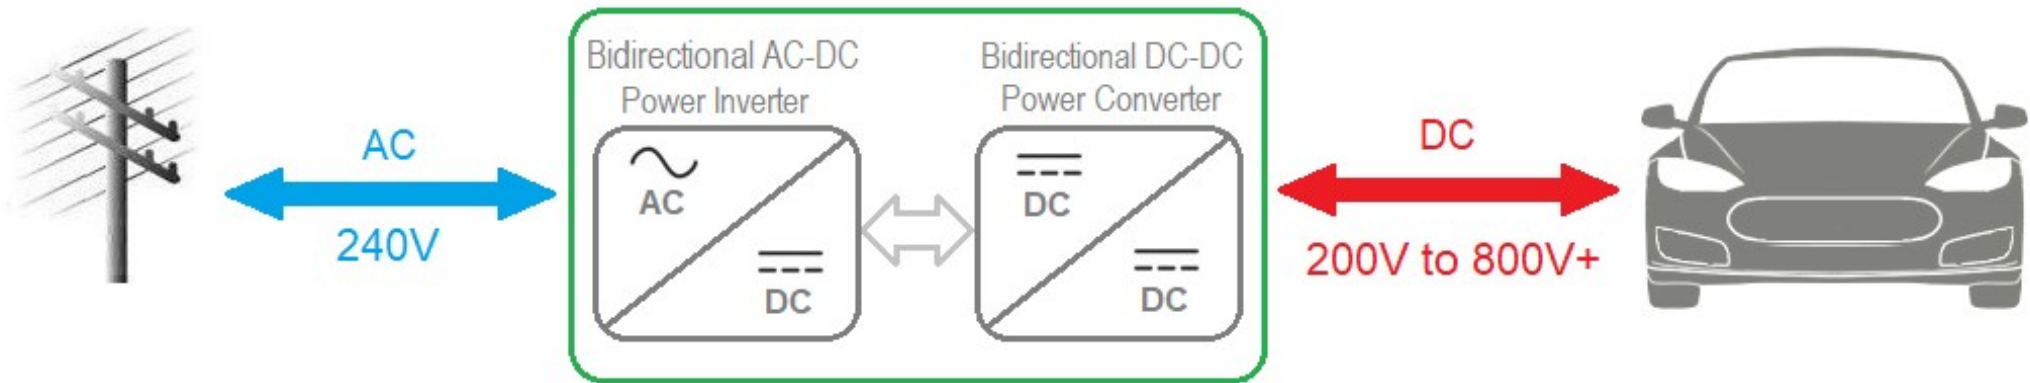 AC
240V
Bidirectional AC-DC
Power Inverter
AC
DC
Bidirectional DC-DC
Power Converter
DC
DC
DC
200V to 800V+